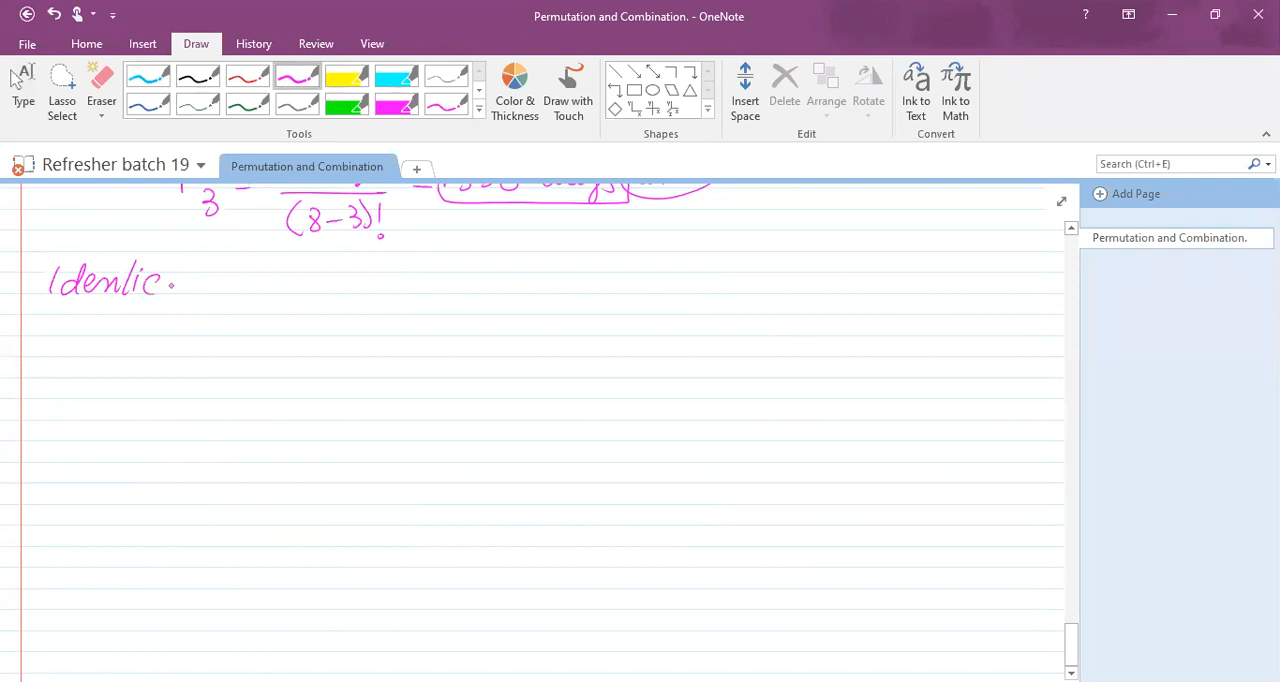 Permutation and Combination. - OneNote
?
File Home Insert Draw History Review View
Type
Lasso Select
Eraser
Color & Thickness
Draw with Touch
Insert Space
Delete
Arrange
Rotate
Ink to Text
Ink to Math
Tools
Shapes
Edit
Convert
Refresher batch 19
Permutation and Combination
Search (Ctrl+E)
Add Page
Permutation and Combination.
3
(8-3)!
Identic